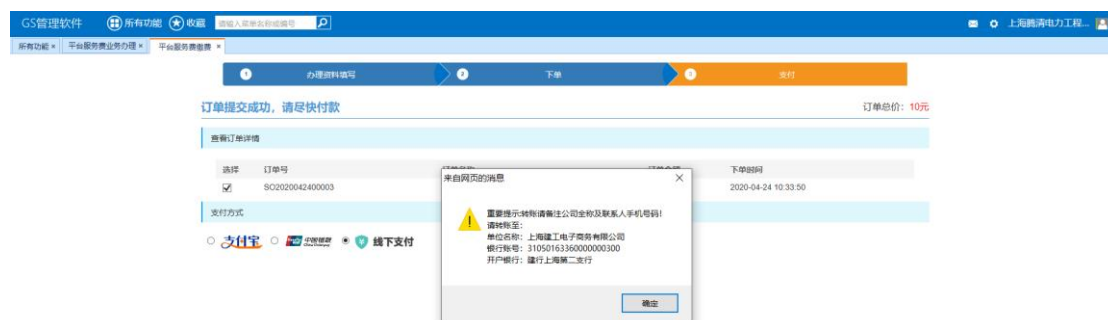 GS管理软件 所有功能 收藏 请输入菜单名称或编号 上海腾清电力工程...
所有功能 × 平台服务费业务办理 × 平台服务费缴费 ×
1 办理资料填写 2 下单 3 支付
订单提交成功，请尽快付款 订单总价：10元
查看订单详情
选择 订单号 下单时间
SO2020042400003 2020-04-24 10:33:50
支付方式
支付宝 线下支付
来自网页的消息
重要提示:转账请备注公司全称及联系人手机号码！
请转账至：
单位名称：上海建工电子商务有限公司
银行账号：31050163360000000300
开户银行：建行上海第二支行
确定